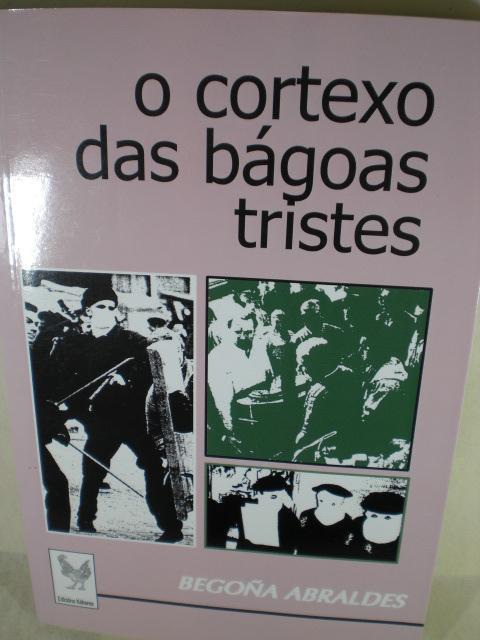 o cortexo
das bágoas
tristes
BEGOÑA ABRALDES